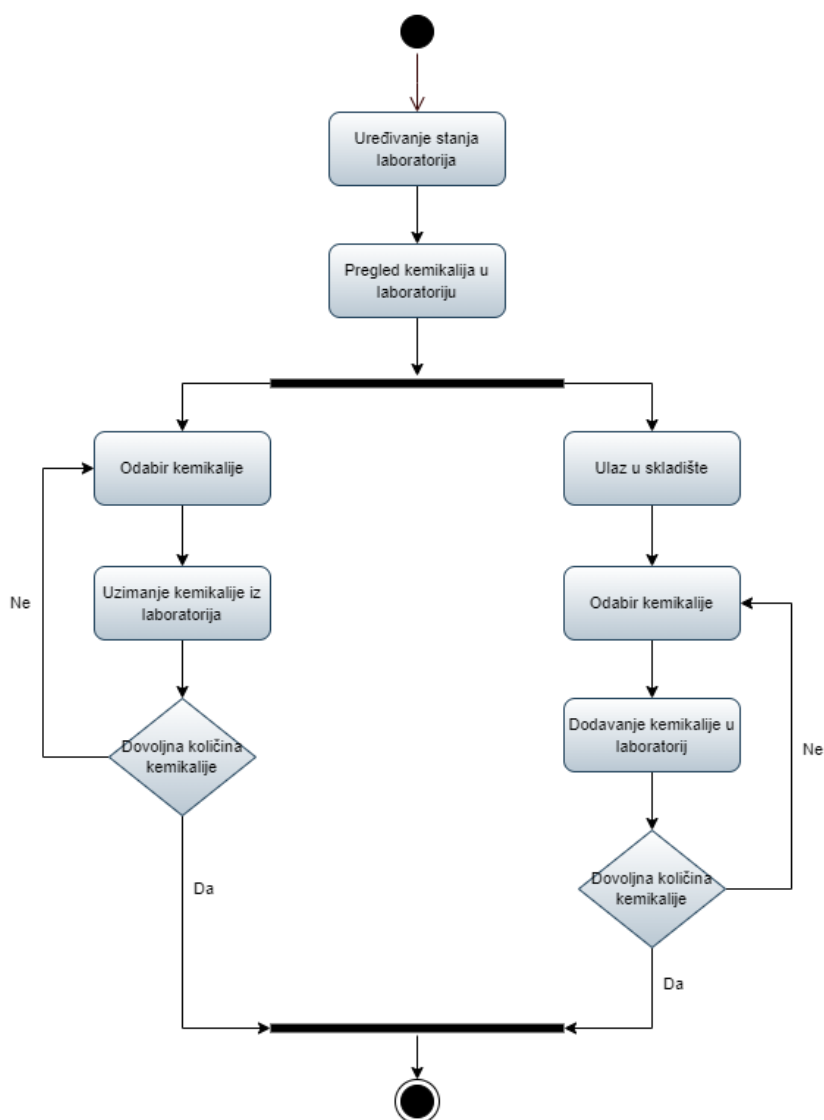 Uređivanje stanja
laboratorija
Pregled kemikalija u
laboratoriju
Odabir kemikalije
Ulaz u skladište
Ne
Uzimanje kemikalije iz
laboratorija
Odabir kemikalije
Dovoljna količina
kemikalije
Dodavanje kemikalije u
laboratorij
Ne
Da
Dovoljna količina
kemikalije
Da